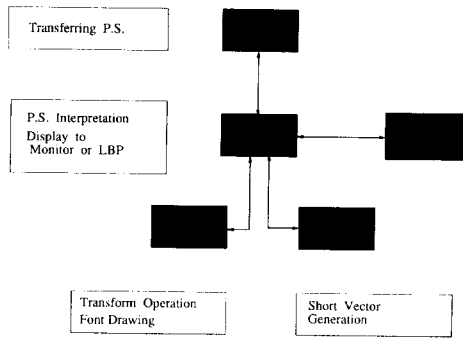 Transferring P.S.
P.S. Interpretation
Display to
Monitor or LBP
Transform Operation
Font Drawing
Short Vector
Generation